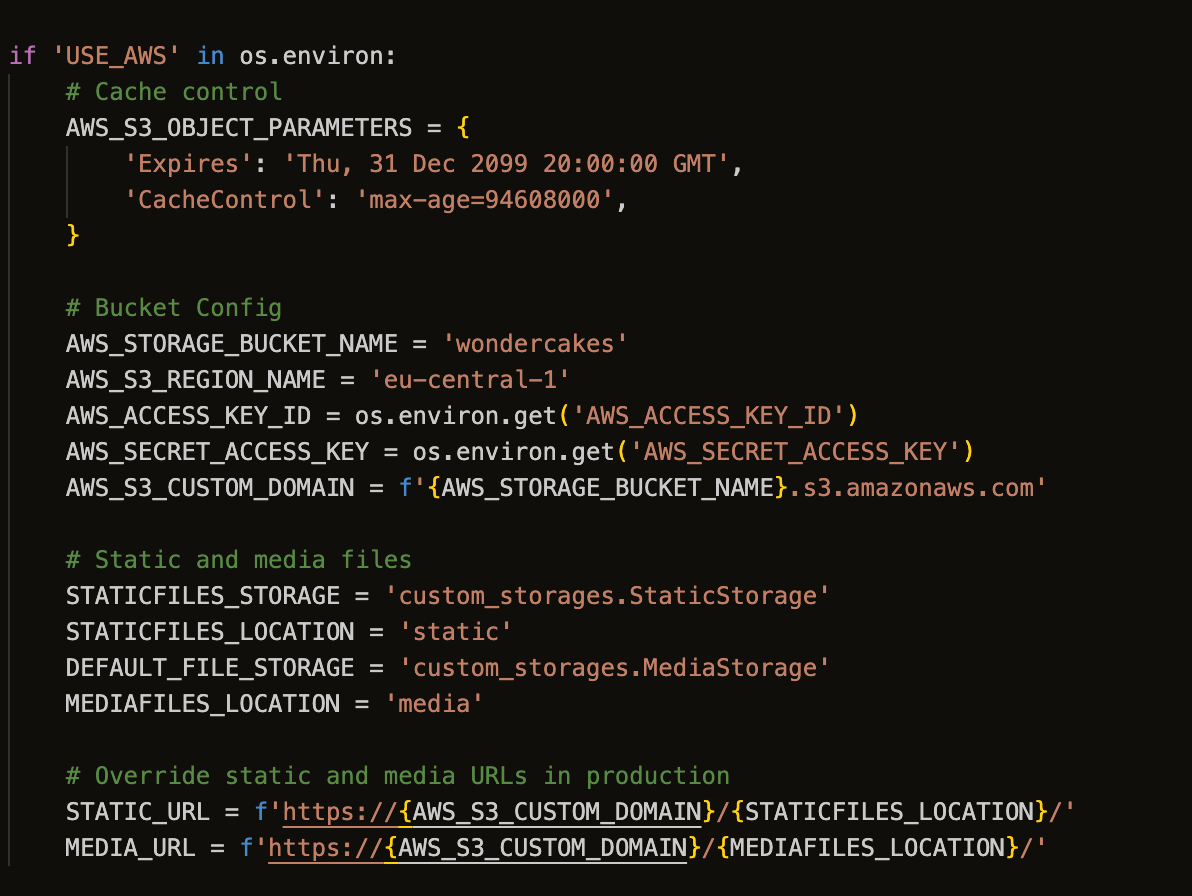 if 'USE_AWS' in os.environ:
    # Cache control
    AWS_S3_OBJECT_PARAMETERS = {
        'Expires': 'Thu, 31 Dec 2099 20:00:00 GMT',
        'CacheControl': 'max-age=94608000',
    }

    # Bucket Config
    AWS_STORAGE_BUCKET_NAME = 'wondercakes'
    AWS_S3_REGION_NAME = 'eu-central-1'
    AWS_ACCESS_KEY_ID = os.environ.get('AWS_ACCESS_KEY_ID')
    AWS_SECRET_ACCESS_KEY = os.environ.get('AWS_SECRET_ACCESS_KEY')
    AWS_S3_CUSTOM_DOMAIN = f'{AWS_STORAGE_BUCKET_NAME}.s3.amazonaws.com'

    # Static and media files
    STATICFILES_STORAGE = 'custom_storages.StaticStorage'
    STATICFILES_LOCATION = 'static'
    DEFAULT_FILE_STORAGE = 'custom_storages.MediaStorage'
    MEDIAFILES_LOCATION = 'media'

    # Override static and media URLs in production
    STATIC_URL = f'https://{AWS_S3_CUSTOM_DOMAIN}/{STATICFILES_LOCATION}/'
    MEDIA_URL = f'https://{AWS_S3_CUSTOM_DOMAIN}/{MEDIAFILES_LOCATION}/'